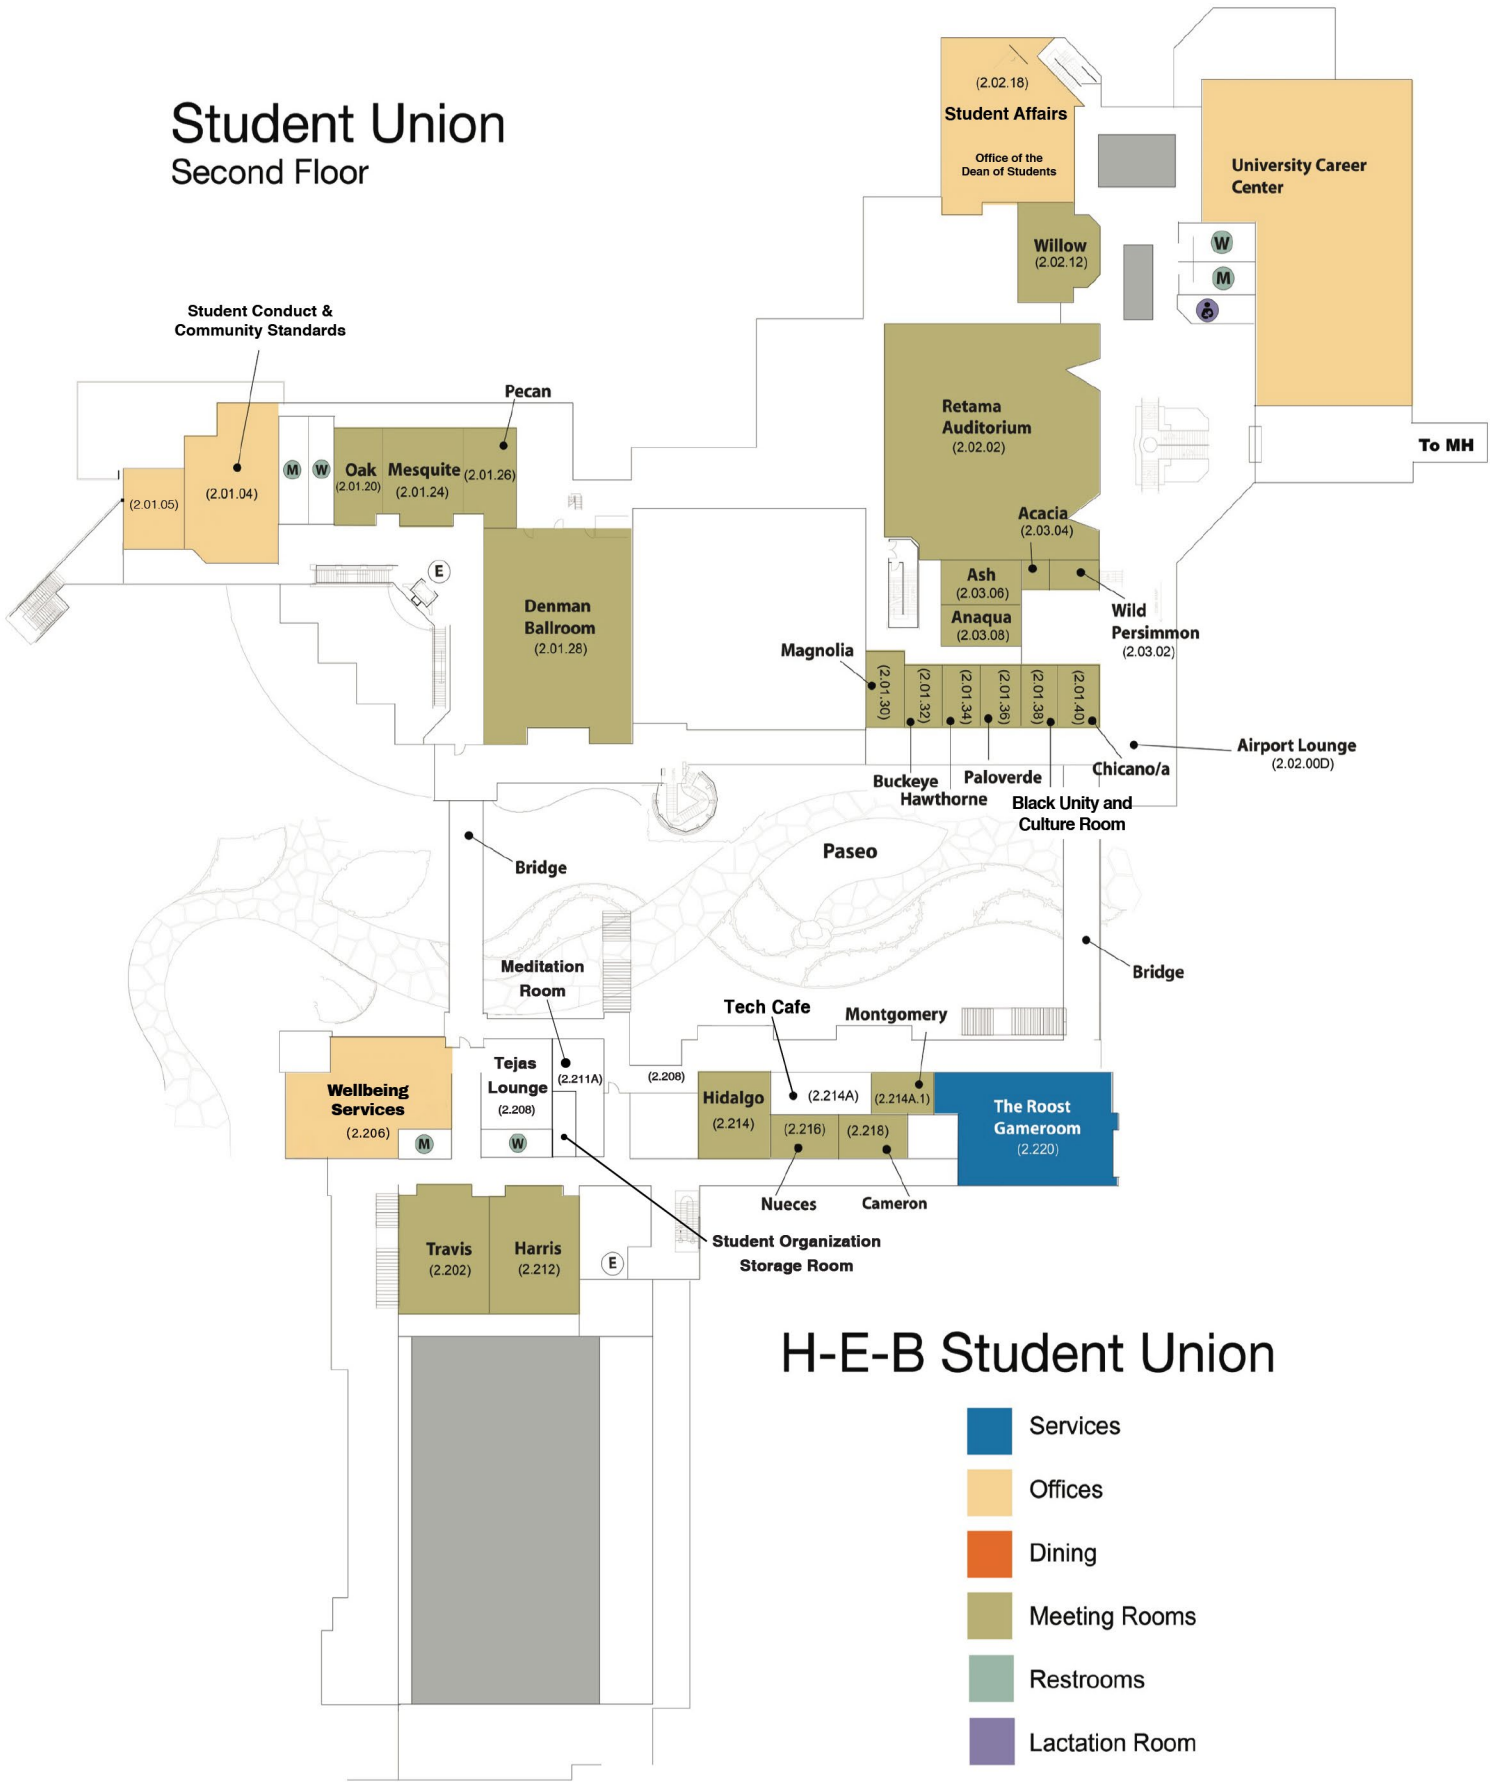 Student Union
Second Floor
(2.02.18)
Student Affairs
Office of the
Dean of Students
University Career
Center
Willow
(2.02.12)
W
M
Student Conduct &
Community Standards
Pecan
Retama
Auditorium
(2.02.02)
To MH
M
W
Oak
(2.01.20)
Mesquite
(2.01.24)
(2.01.26)
(2.01.04)
(2.01.05)
Acacia
(2.03.04)
E
Ash
(2.03.06)
Anaqua
(2.03.08)
Wild
Persimmon
(2.03.02)
Denman
Ballroom
(2.01.28)
Magnolia
(2.01.30)
(2.01.32)
(2.01.34)
(2.01.36)
(2.01.38)
(2.01.40)
Airport Lounge
(2.02.00D)
Chicano/a
Paloverde
Buckeye
Hawthorne
Black Unity and
Culture Room
Paseo
Bridge
Bridge
Meditation
Room
Tech Cafe
Montgomery
Wellbeing
Services
(2.206)
M
Tejas
Lounge
(2.208)
W
(2.211A)
(2.208)
Hidalgo
(2.214)
(2.214A)
(2.214A.1)
(2.216)
(2.218)
The Roost
Gameroom
(2.220)
Nueces
Cameron
Student Organization
Storage Room
Travis
(2.202)
Harris
(2.212)
E
H-E-B Student Union
Services
Offices
Dining
Meeting Rooms
Restrooms
Lactation Room